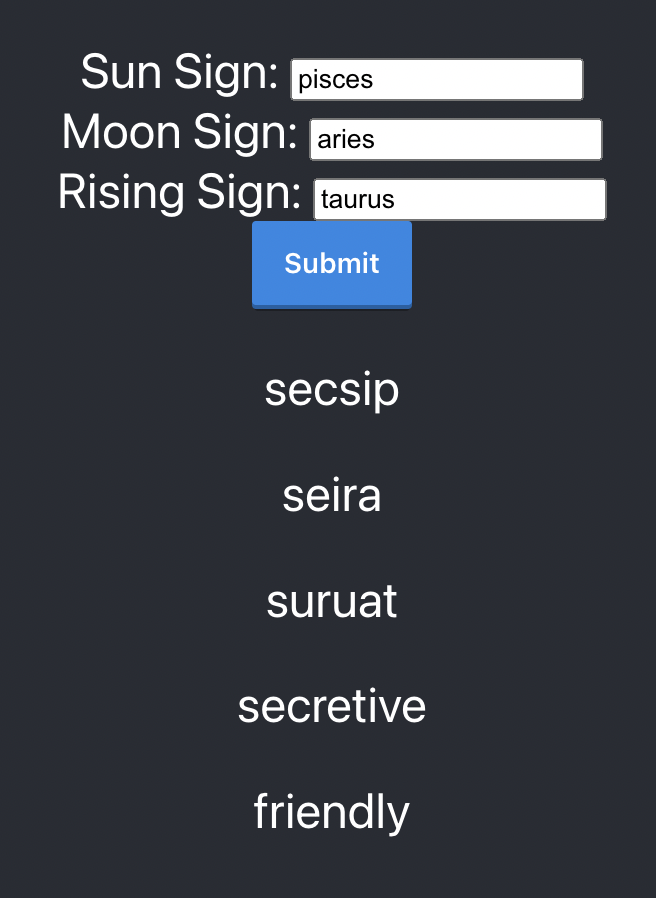 Sun Sign: pisces
Moon Sign: aries
Rising Sign: taurus
Submit
secsip
seira
suruat
secretive
friendly